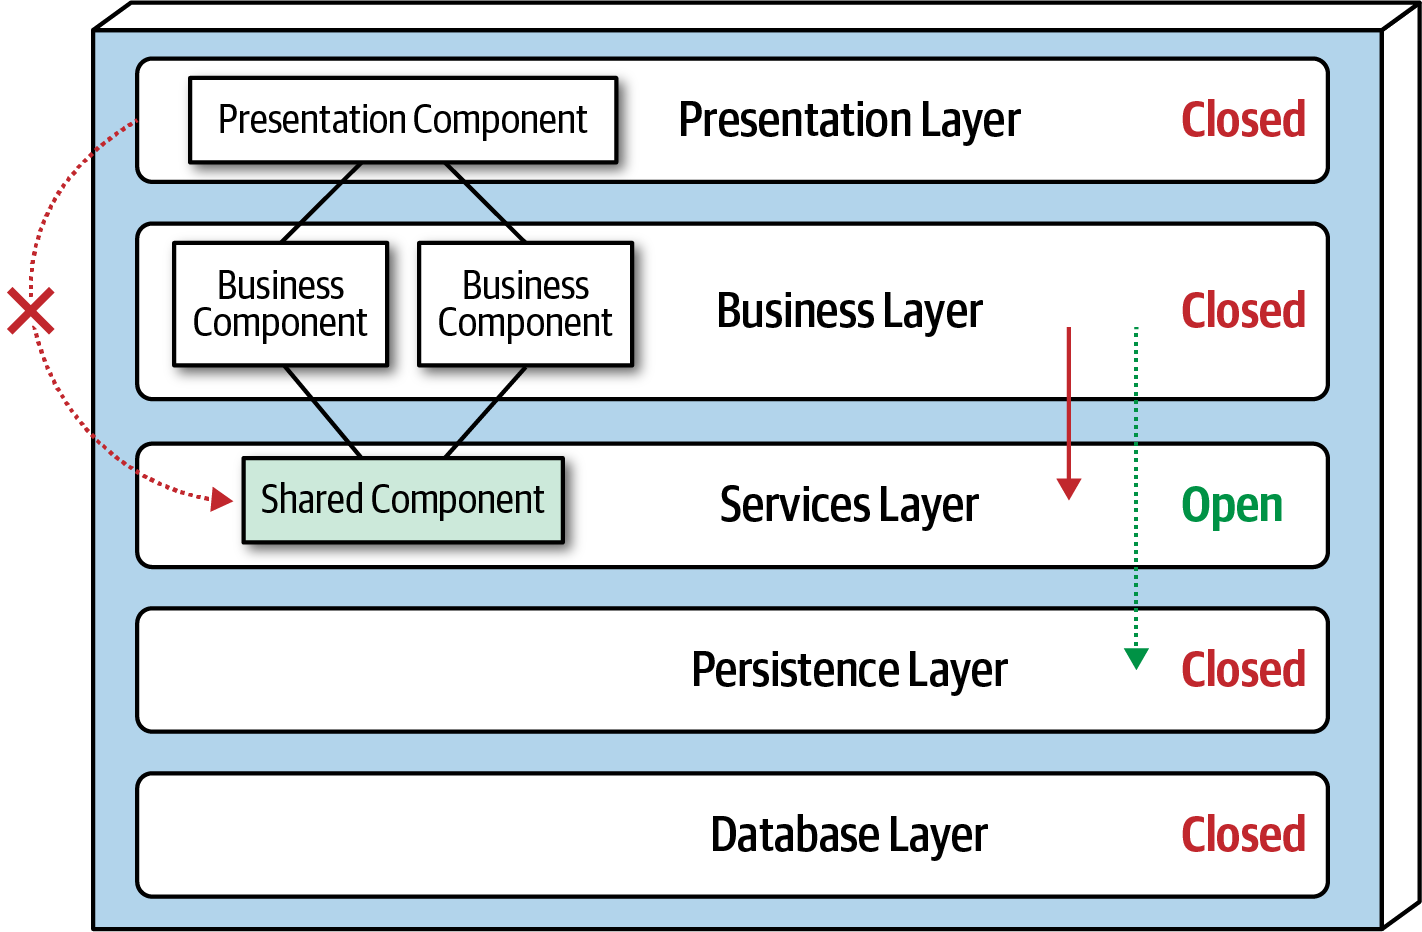 Presentation Component
Presentation Layer
Closed
Business
Component
Business
Component
Business Layer
Closed
Shared Component
Services Layer
Open
Persistence Layer
Closed
Database Layer
Closed